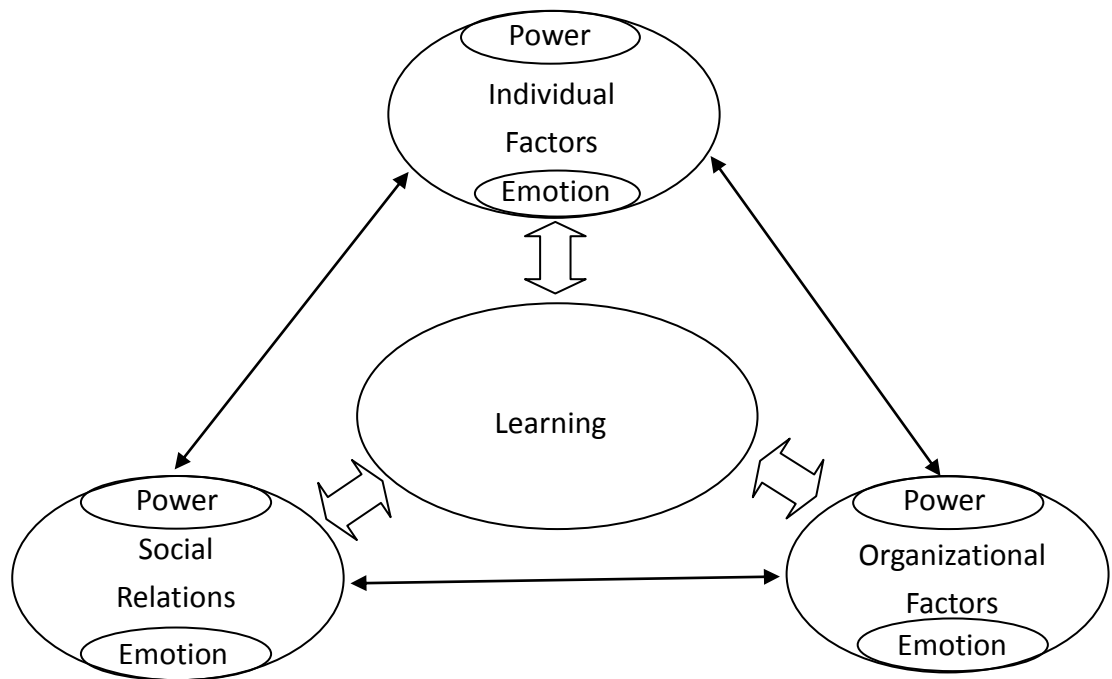 Power
Individual
Factors
Emotion
Learning
Power
Social
Relations
Emotion
Power
Organizational
Factors
Emotion